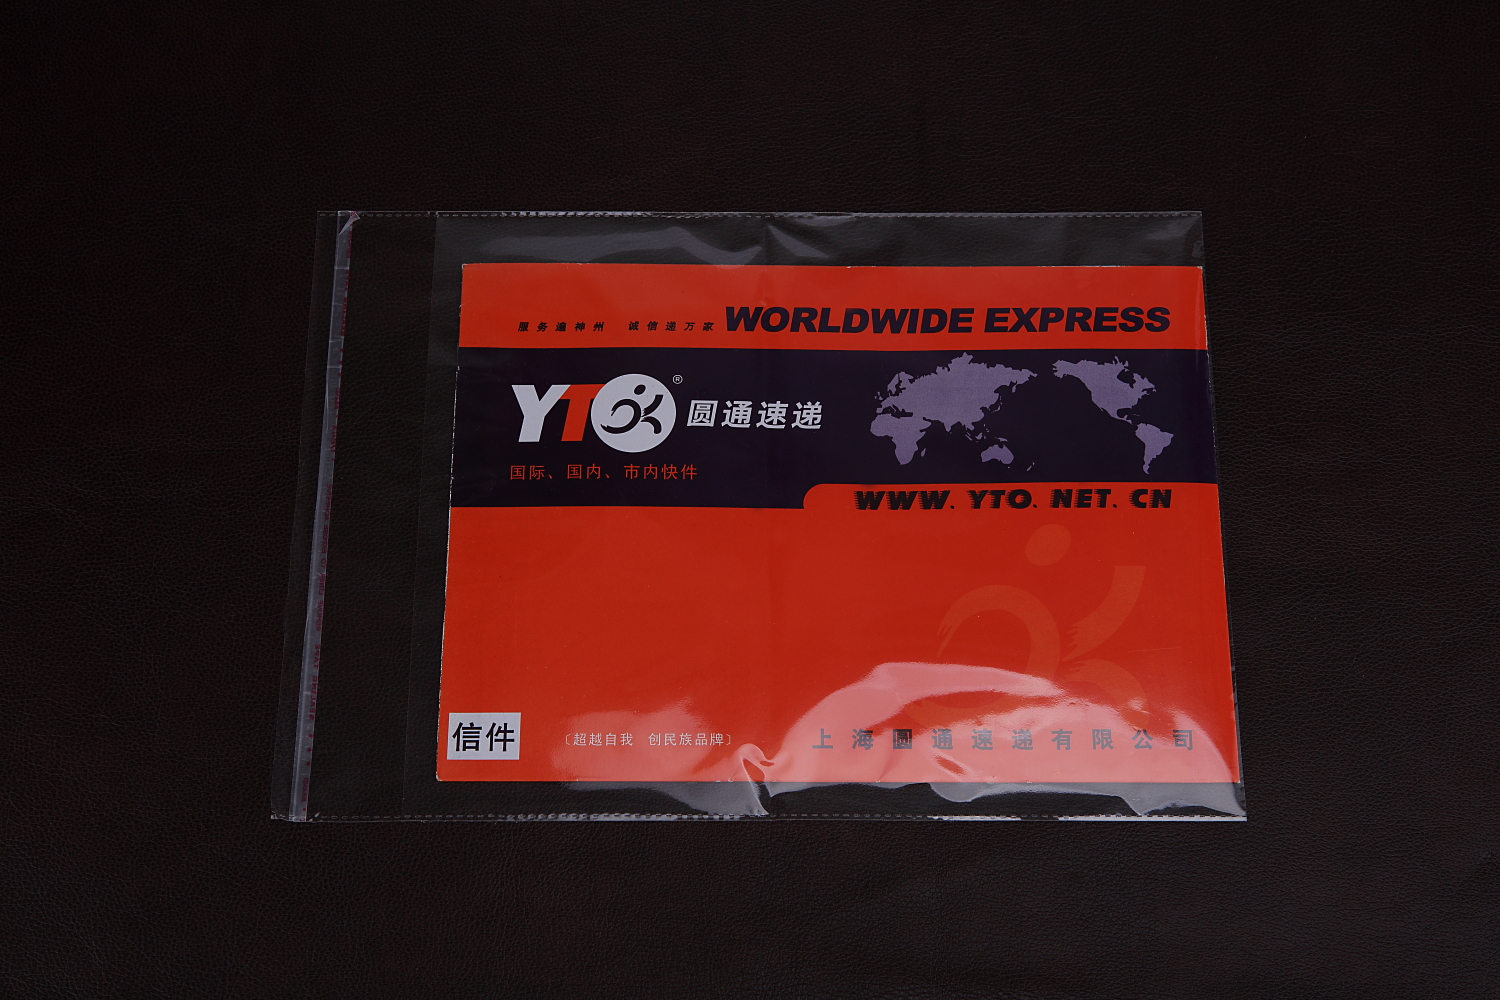 服务遍神州 诚信递万家 WORLDWIDE EXPRESS
YTO® 圆通速递
国际、国内、市内快件
WWW.YTO.NET.CN
信件 〔超越自我 创民族品牌〕 上海圆通速递有限公司